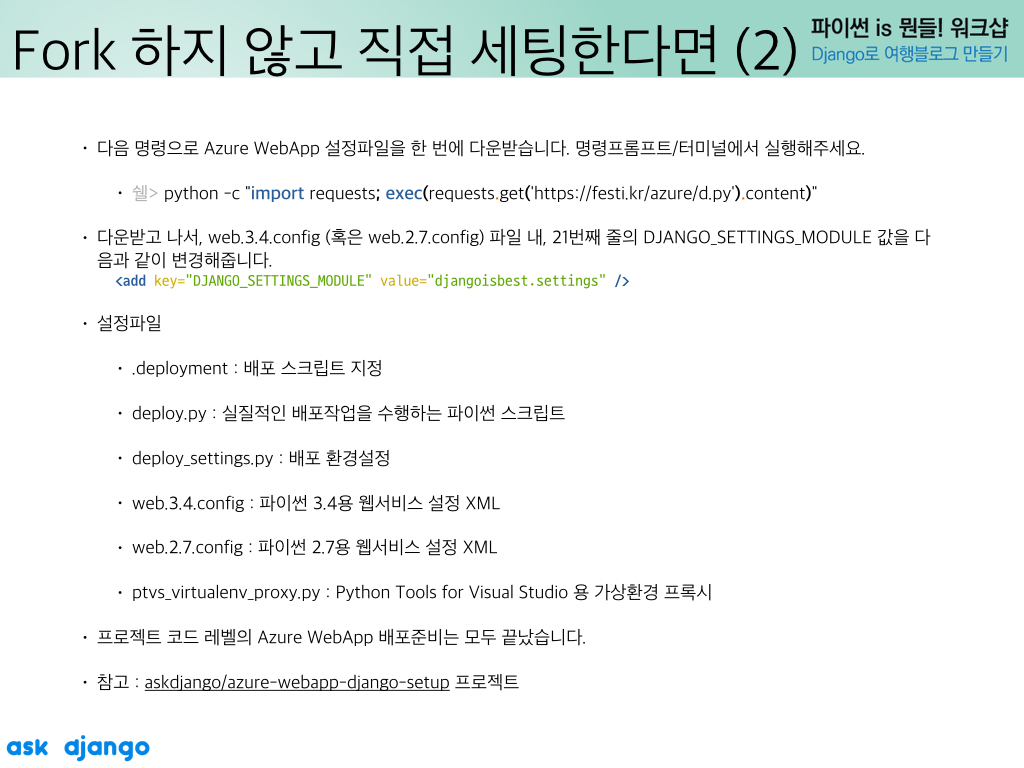 Fork 하지 않고 직접 세팅한다면 (2)
파이썬 is 뭔들! 워크샵
Django로 여행블로그 만들기
• 다음 명령으로 Azure WebApp 설정파일을 한 번에 다운받습니다. 명령프롬프트/터미널에서 실행해주세요.
• 쉘> python -c "import requests; exec(requests.get('https://festi.kr/azure/d.py').content)"
• 다운받고 나서, web.3.4.config (혹은 web.2.7.config) 파일 내, 21번째 줄의 DJANGO_SETTINGS_MODULE 값을 다
음과 같이 변경해줍니다.
<add key="DJANGO_SETTINGS_MODULE" value="djangoisbest.settings" />
• 설정파일
• .deployment : 배포 스크립트 지정
• deploy.py : 실질적인 배포작업을 수행하는 파이썬 스크립트
• deploy_settings.py : 배포 환경설정
• web.3.4.config : 파이썬 3.4용 웹서비스 설정 XML
• web.2.7.config : 파이썬 2.7용 웹서비스 설정 XML
• ptvs_virtualenv_proxy.py : Python Tools for Visual Studio 용 가상환경 프록시
• 프로젝트 코드 레벨의 Azure WebApp 배포준비는 모두 끝났습니다.
• 참고 : askdjango/azure-webapp-django-setup 프로젝트
ask django